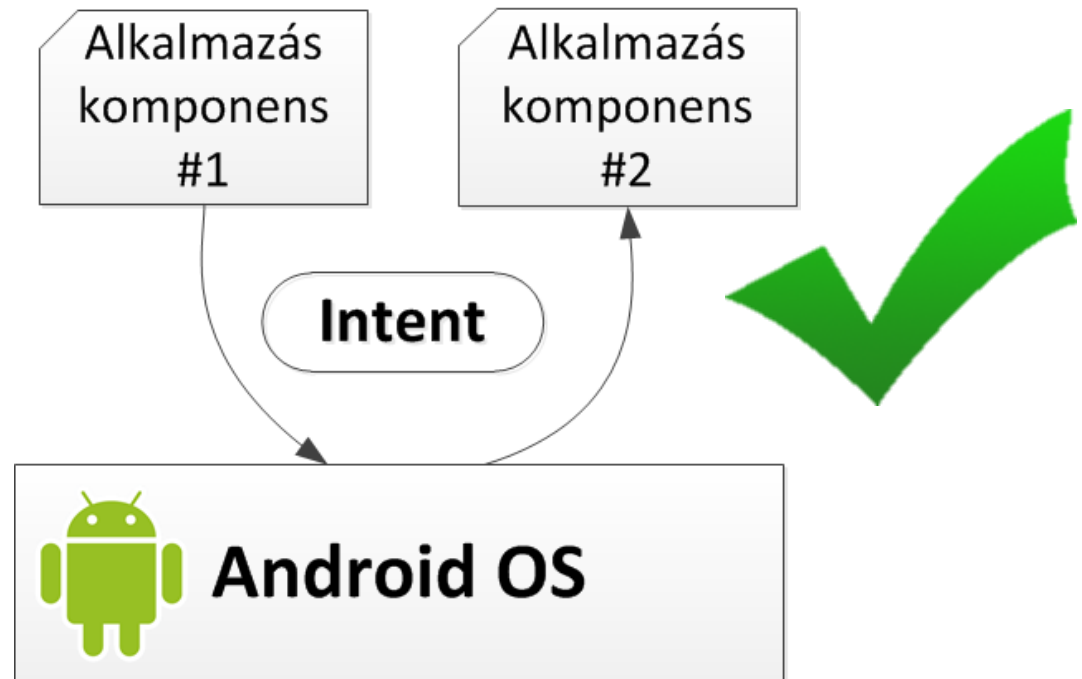 Alkalmazás
komponens
#1
Alkalmazás
komponens
#2
Intent
Android OS